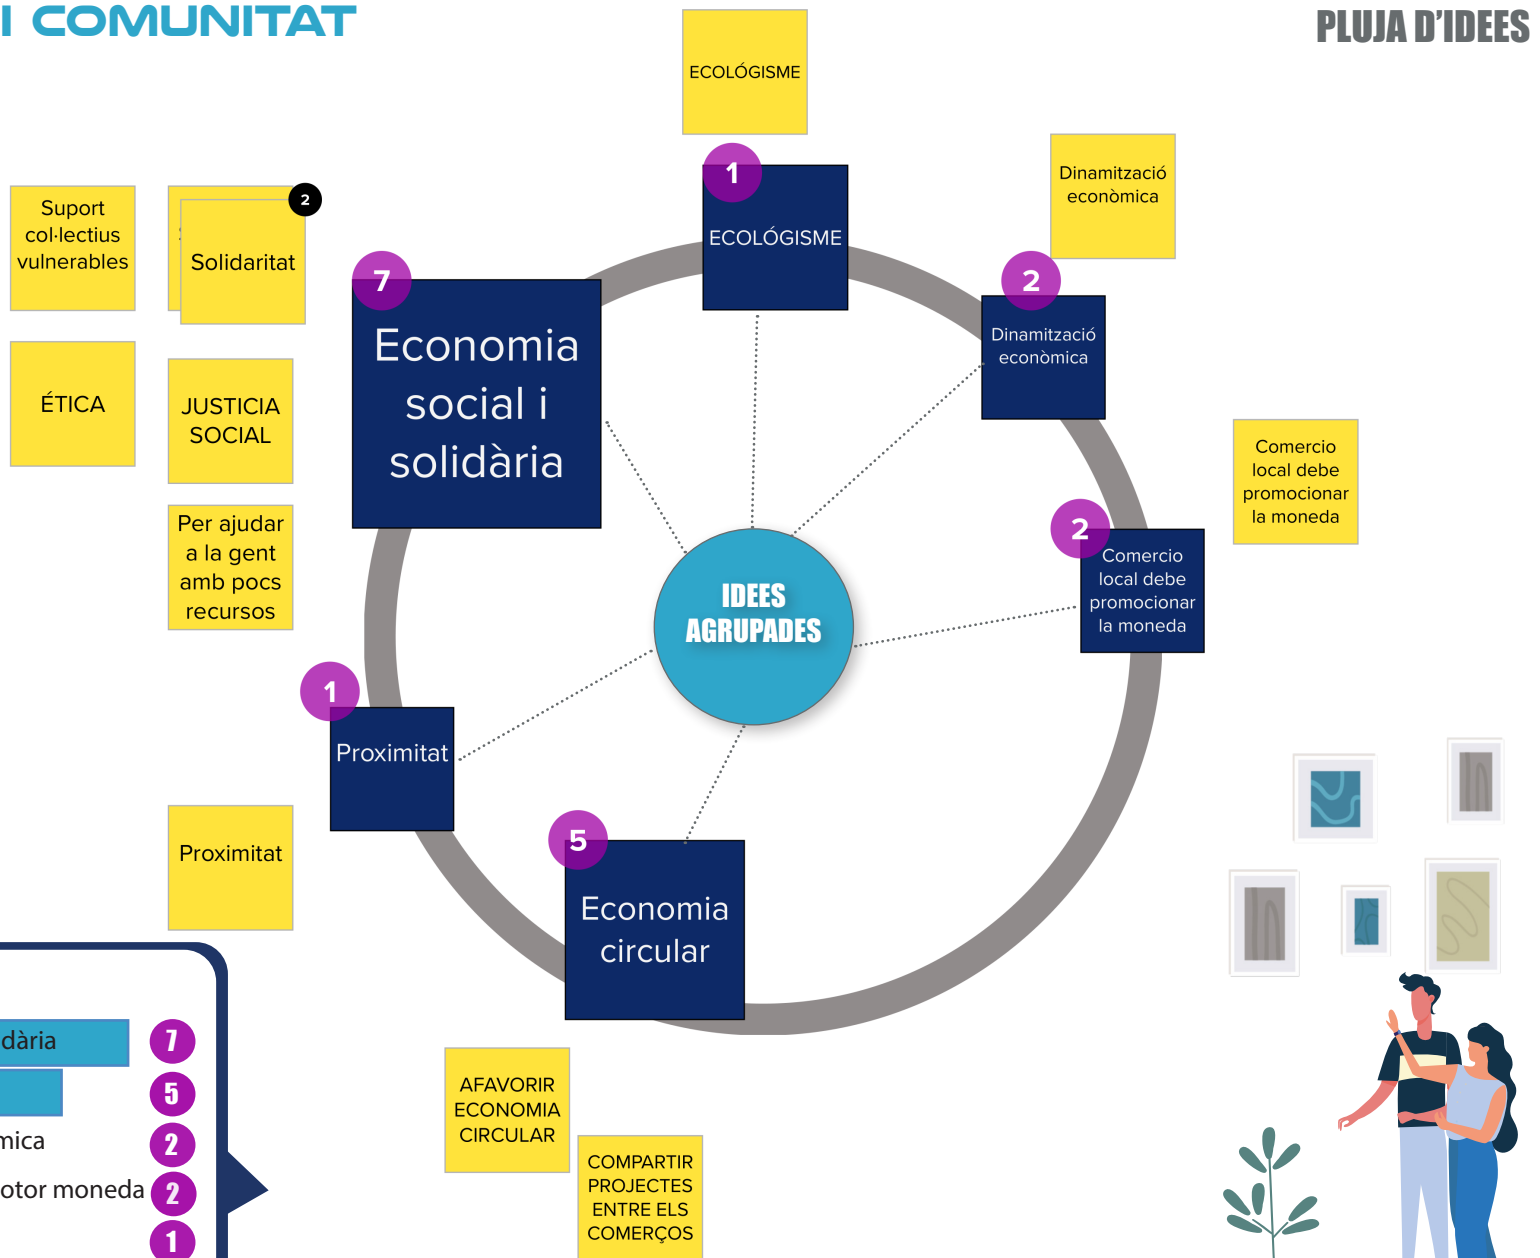 I COMUNITAT
PLUJA D'IDEES
ECOLÓGISME
1
ECOLÓGISME
Dinamització
econòmica
2
Dinamització
econòmica
Suport
col·lectius
vulnerables
2
Solidaritat
7
Economia
social i
solidària
ÉTICA
JUSTICIA
SOCIAL
Per ajudar
a la gent
amb pocs
recursos
Comercio
local debe
promocionar
la moneda
2
Comercio
local debe
promocionar
la moneda
IDEES
AGRUPADES
1
Proximitat
Proximitat
5
Economia
circular
AFAVORIR
ECONOMIA
CIRCULAR
COMPARTIR
PROJECTES
ENTRE ELS
COMERÇOS
dària
7
5
mica
2
otor moneda
2
1